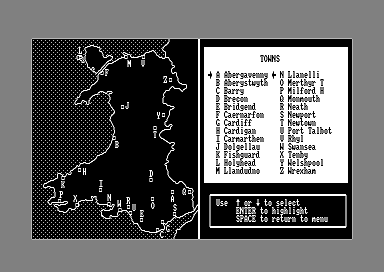 TOWNS
A Abergavenny
B Aberystwyth
C Barry
D Brecon
E Bridgend
F Caernarfon
G Cardiff
H Cardigan
I Carmarthen
J Dolgellau
K Fishguard
L Holyhead
M Llandudno
N Llanelli
O Merthyr T
P Milford H
Q Monmouth
R Neath
S Newport
T Newtown
U Port Talbot
V Rhyl
W Swansea
X Tenby
Y Welshpool
Z Wrexham
Use ↑ or ↓ to select
ENTER to highlight
SPACE to return to menu
L
F
M
V
Z
J
Y
T
B
H
K
I
D
P
X
N
W
R
U
E
O
A
Q
S
G
C